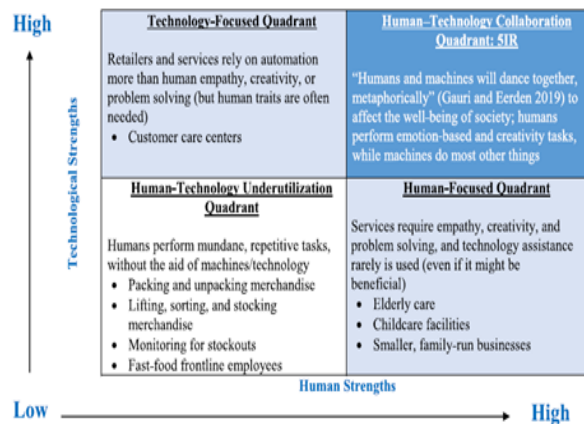 High
Technological Strengths
Technology-Focused Quadrant
Retailers and services rely on automation
more than human empathy, creativity, or
problem solving (but human traits are often
needed)
• Customer care centers
Human–Technology Collaboration
Quadrant: 5IR
“Humans and machines will dance together,
metaphorically” (Gauri and Eerden 2019) to
affect the well-being of society; humans
perform emotion-based and creativity tasks,
while machines do most other things
Human-Technology Underutilization
Quadrant
Humans perform mundane, repetitive tasks,
without the aid of machines/technology
• Packing and unpacking merchandise
• Lifting, sorting, and stocking
merchandise
• Monitoring for stockouts
• Fast-food frontline employees
Human-Focused Quadrant
Services require empathy, creativity, and
problem solving, and technology assistance
rarely is used (even if it might be
beneficial)
• Elderly care
• Childcare facilities
• Smaller, family-run businesses
Human Strengths
Low
High